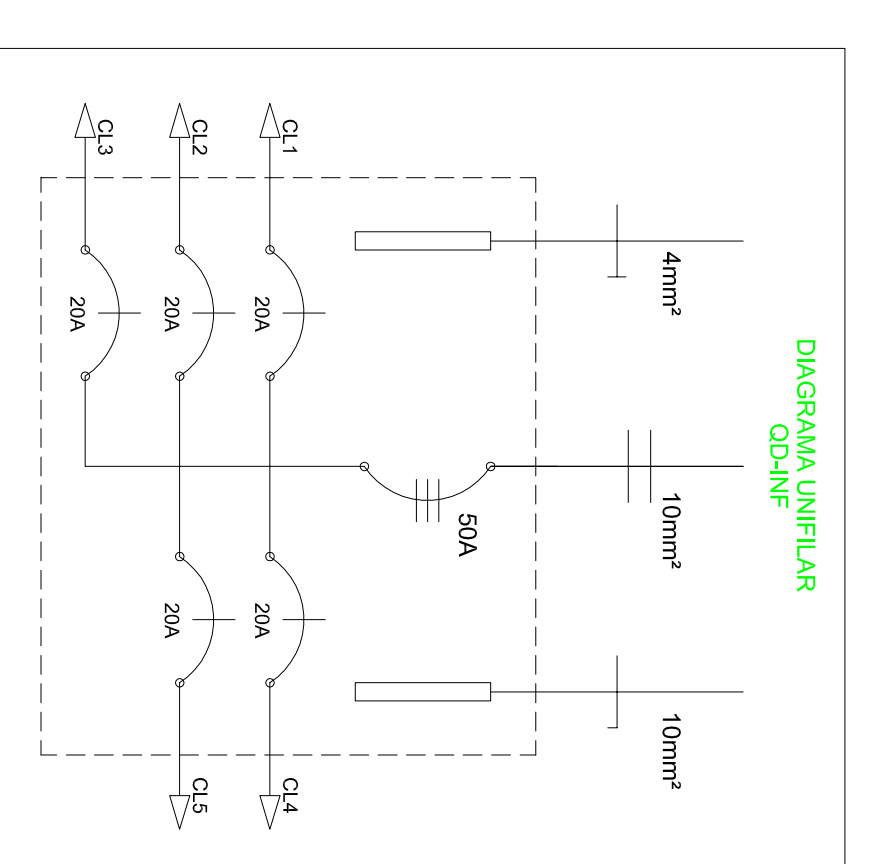 DIAGRAMA UNIFILAR
QD-INF
4mm²
10mm²
10mm²
50A
CL1
20A
20A
CL4
CL2
20A
20A
CL5
CL3
20A